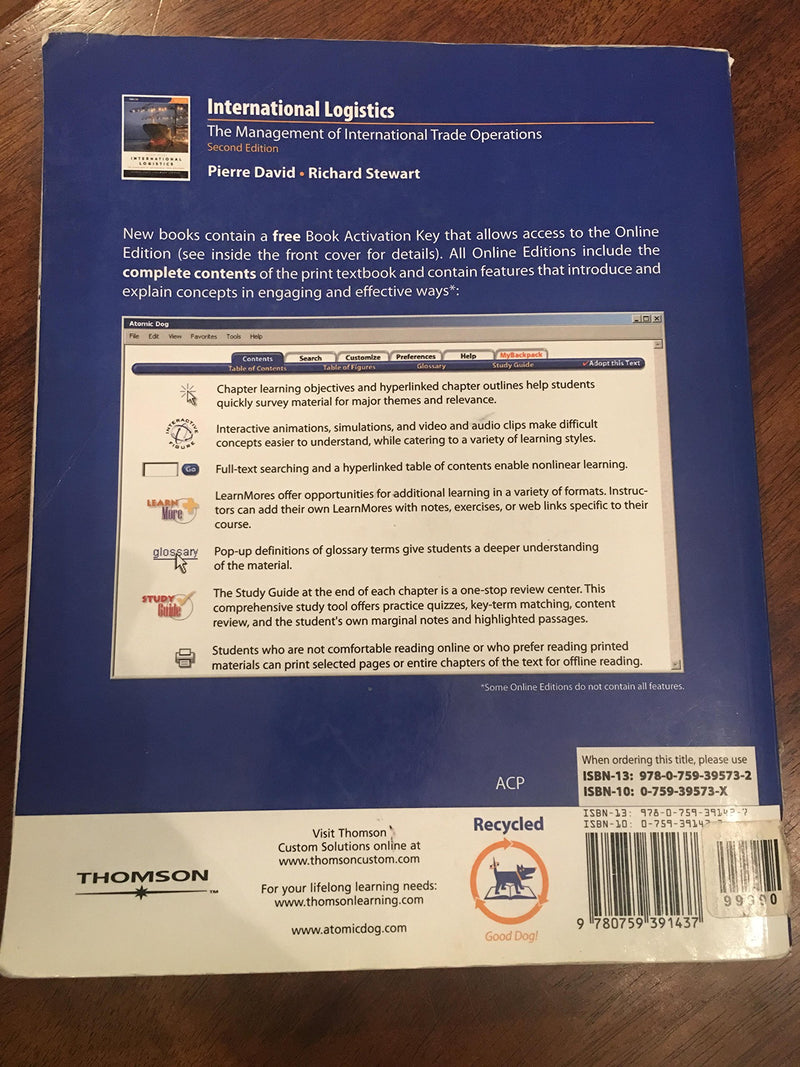 International Logistics
The Management of International Trade Operations
Second Edition
Pierre David • Richard Stewart
INTERNATIONAL
LOGISTICS
New books contain a free Book Activation Key that allows access to the Online
Edition (see inside the front cover for details). All Online Editions include the
complete contents of the print textbook and contain features that introduce and
explain concepts in engaging and effective ways*:
Atomic Dog
File Edit View Favorites Tools Help
Contents Search Customize Preferences Help MyBackpack
Table of Contents Table of Figures Glossary Study Guide Adopt this Text
Chapter learning objectives and hyperlinked chapter outlines help students
quickly survey material for major themes and relevance.
INTERACTIVE
FIGURE
Interactive animations, simulations, and video and audio clips make difficult
concepts easier to understand, while catering to a variety of learning styles.
Go
Full-text searching and a hyperlinked table of contents enable nonlinear learning.
LEARN
More
LearnMores offer opportunities for additional learning in a variety of formats. Instruc-
tors can add their own LearnMores with notes, exercises, or web links specific to their
course.
glossary
Pop-up definitions of glossary terms give students a deeper understanding
of the material.
STUDY
Guide
The Study Guide at the end of each chapter is a one-stop review center. This
comprehensive study tool offers practice quizzes, key-term matching, content
review, and the student's own marginal notes and highlighted passages.
Students who are not comfortable reading online or who prefer reading printed
materials can print selected pages or entire chapters of the text for offline reading.
*Some Online Editions do not contain all features.
ACP
When ordering this title, please use
ISBN-13: 978-0-759-39573-2
ISBN-10: 0-759-39573-X
ISBN-13:
ISBN-10:
THOMSON
™
Visit Thomson
Custom Solutions online at
www.thomsoncustom.com
For your lifelong learning needs:
www.thomsonlearning.com
www.atomicdog.com
Recycled
Good Dog!
9 780759 391437